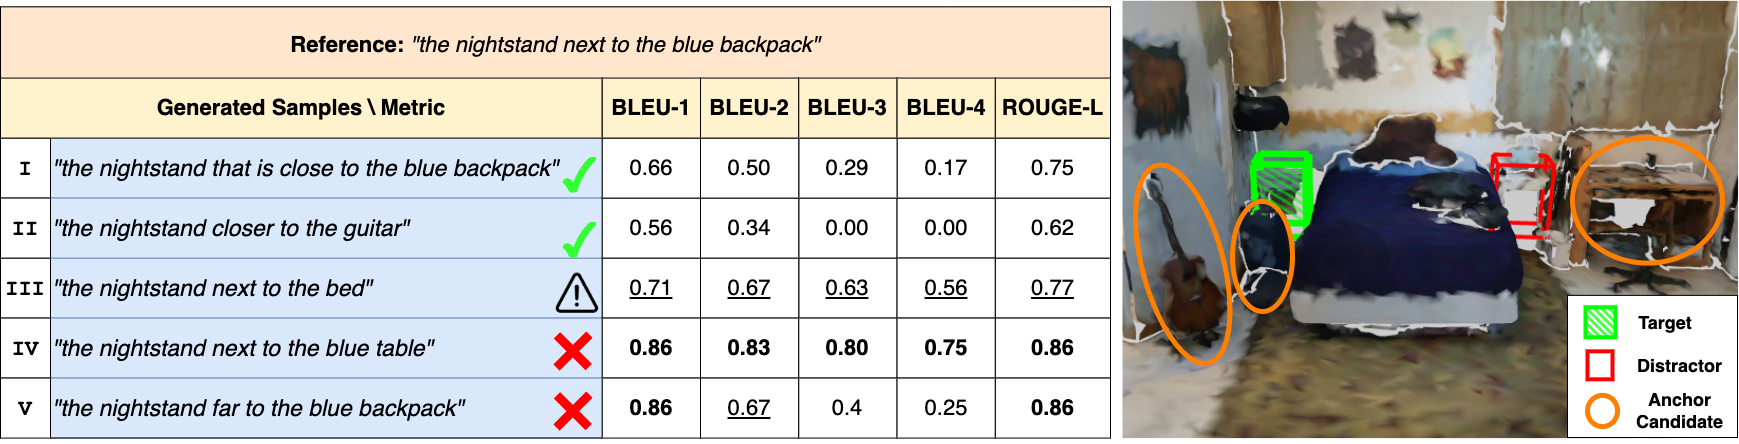 Reference: "the nightstand next to the blue backpack"
Generated Samples \ Metric BLEU-1 BLEU-2 BLEU-3 BLEU-4 ROUGE-L
I "the nightstand that is close to the blue backpack" 0.66 0.50 0.29 0.17 0.75
II "the nightstand closer to the guitar" 0.56 0.34 0.00 0.00 0.62
III "the nightstand next to the bed" 0.71 0.67 0.63 0.56 0.77
IV "the nightstand next to the blue table" 0.86 0.83 0.80 0.75 0.86
V "the nightstand far to the blue backpack" 0.86 0.67 0.4 0.25 0.86
Target
Distractor
Anchor
Candidate